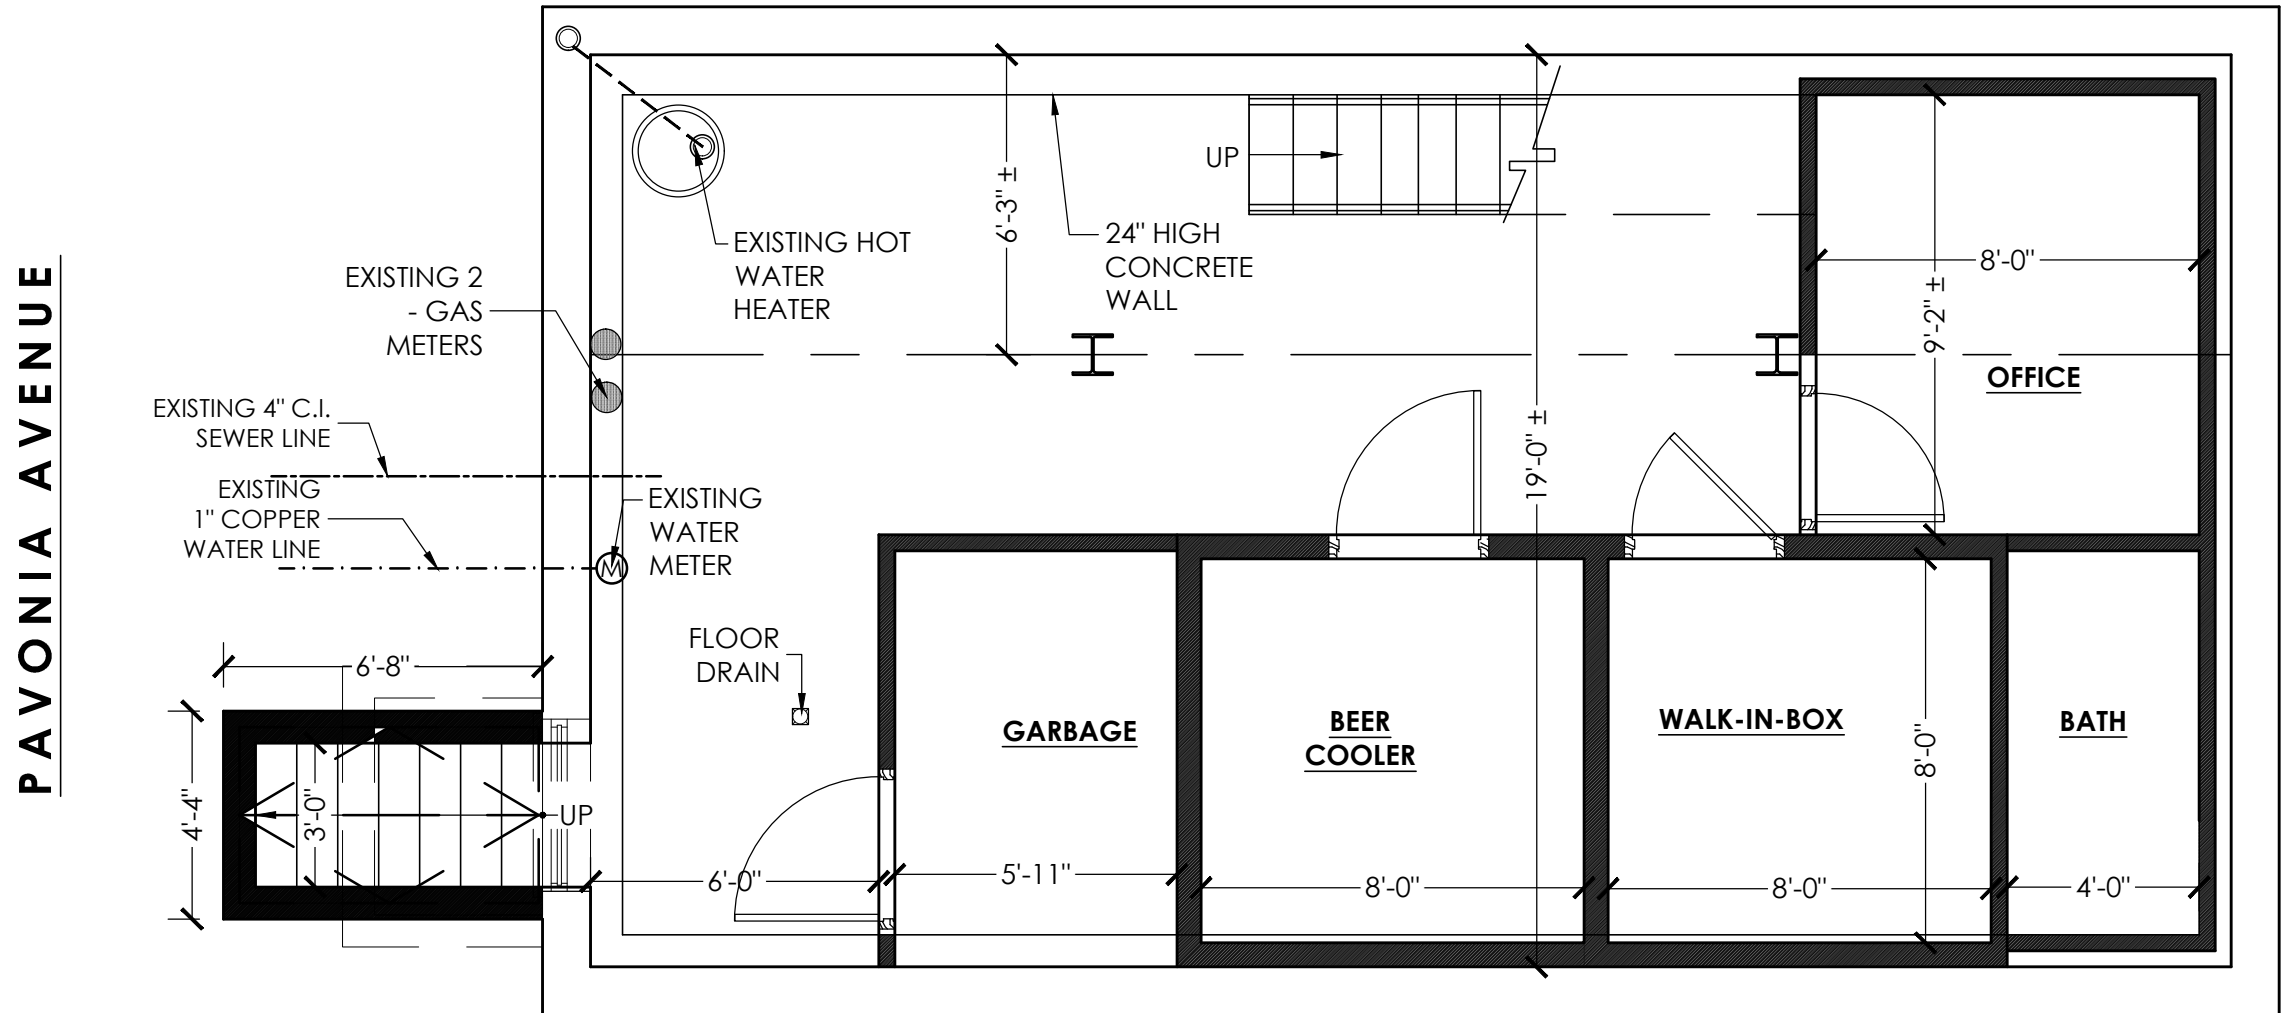 PAVONIA AVENUE
UP
6'-3" ±
EXISTING HOT
WATER
HEATER
24" HIGH
CONCRETE
WALL
8'-0"
9'-2" ±
EXISTING 2
- GAS
METERS
OFFICE
EXISTING 4" C.I.
SEWER LINE
19'-0" ±
EXISTING
1" COPPER
WATER LINE
EXISTING
WATER
METER
M
FLOOR
DRAIN
6'-8"
GARBAGE
BEER
COOLER
WALK-IN-BOX
BATH
8'-0"
4'-4"
3'-0"
UP
6'-0"
5'-11"
8'-0"
8'-0"
4'-0"